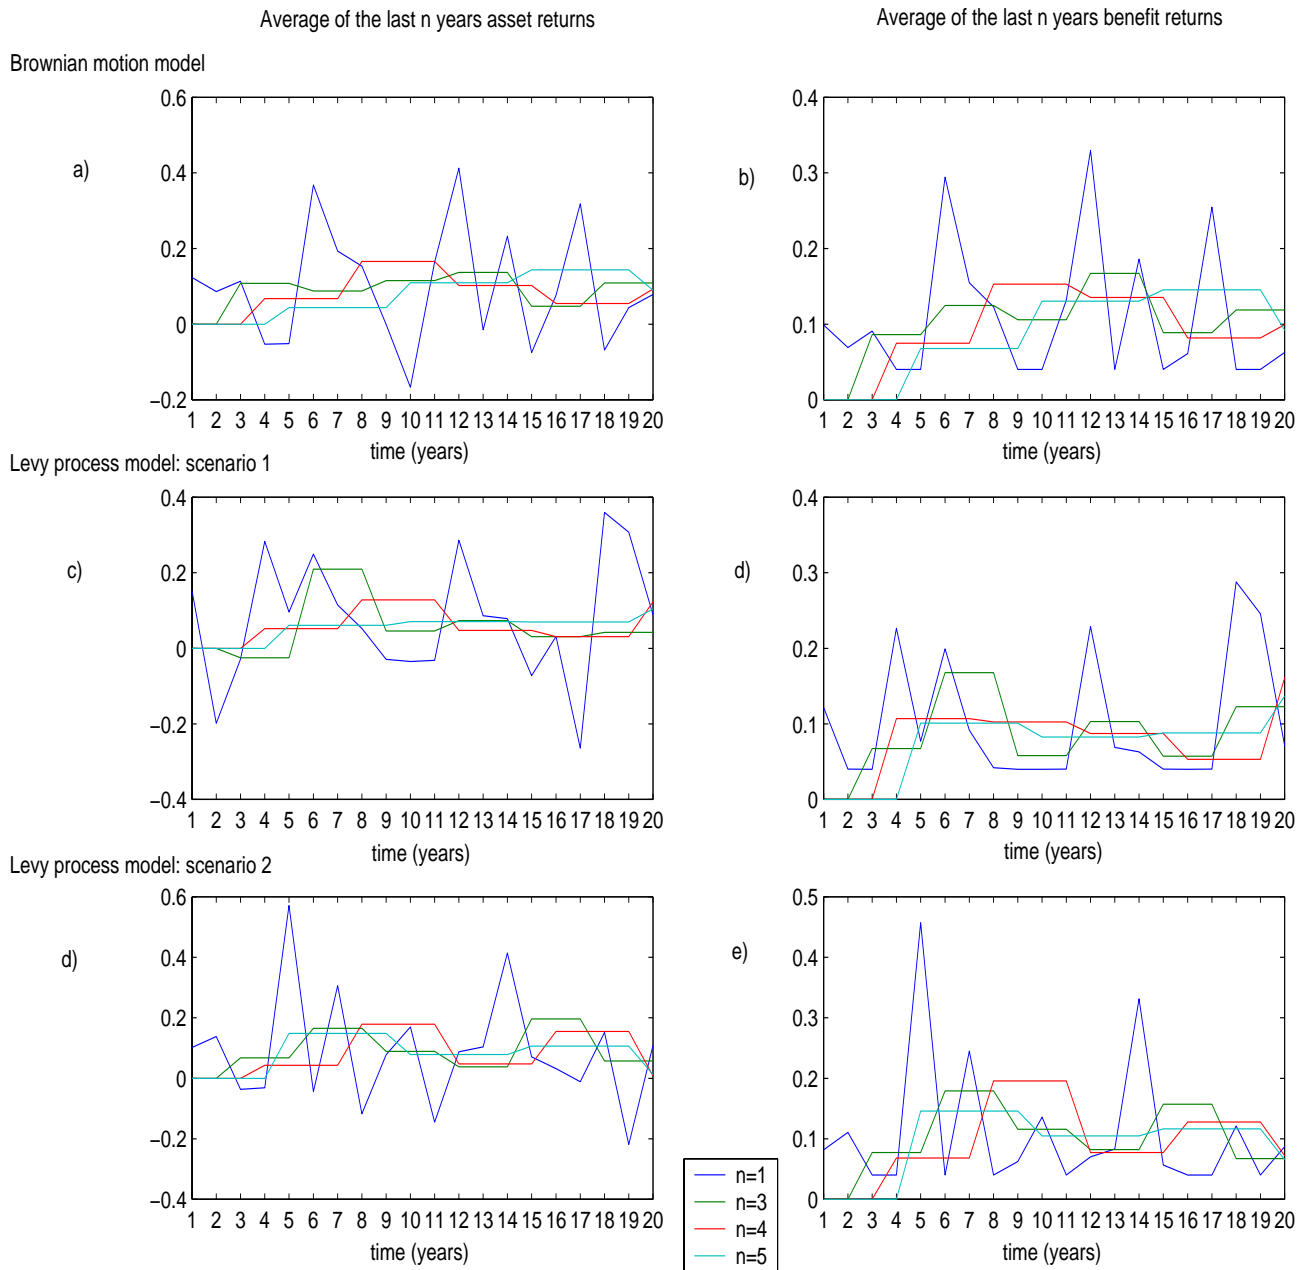 Average of the last n years asset returns
Average of the last n years benefit returns
Brownian motion model
a)
0.6
0.4
0.2
0
−0.2
1 2 3 4 5 6 7 8 9 10 11 12 13 14 15 16 17 18 19 20
time (years)
b)
0.4
0.3
0.2
0.1
0
1 2 3 4 5 6 7 8 9 10 11 12 13 14 15 16 17 18 19 20
time (years)
Levy process model: scenario 1
c)
0.4
0.2
0
−0.2
−0.4
1 2 3 4 5 6 7 8 9 10 11 12 13 14 15 16 17 18 19 20
time (years)
d)
0.4
0.3
0.2
0.1
0
1 2 3 4 5 6 7 8 9 10 11 12 13 14 15 16 17 18 19 20
time (years)
Levy process model: scenario 2
d)
0.6
0.4
0.2
0
−0.2
−0.4
1 2 3 4 5 6 7 8 9 10 11 12 13 14 15 16 17 18 19 20
time (years)
e)
0.5
0.4
0.3
0.2
0.1
0
1 2 3 4 5 6 7 8 9 10 11 12 13 14 15 16 17 18 19 20
time (years)
n=1
n=3
n=4
n=5